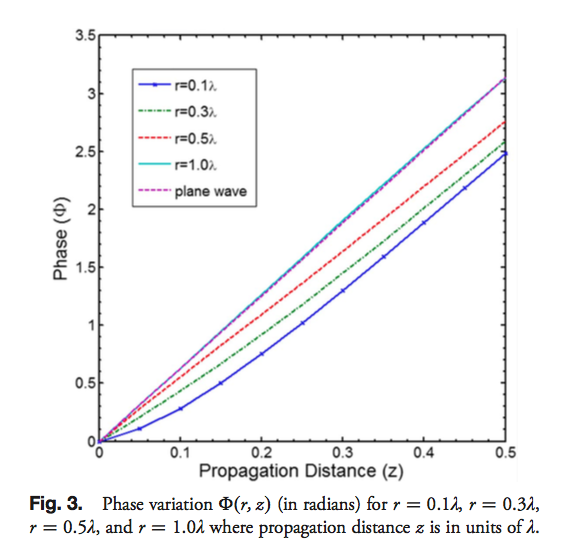 3.5
3
2.5
2
1.5
1
0.5
0
Phase (Φ)
r=0.1λ
r=0.3λ
r=0.5λ
r=1.0λ
plane wave
0 0.1 0.2 0.3 0.4 0.5
Propagation Distance (z)
Fig. 3. Phase variation Φ(r, z) (in radians) for r = 0.1λ, r = 0.3λ,
r = 0.5λ, and r = 1.0λ where propagation distance z is in units of λ.